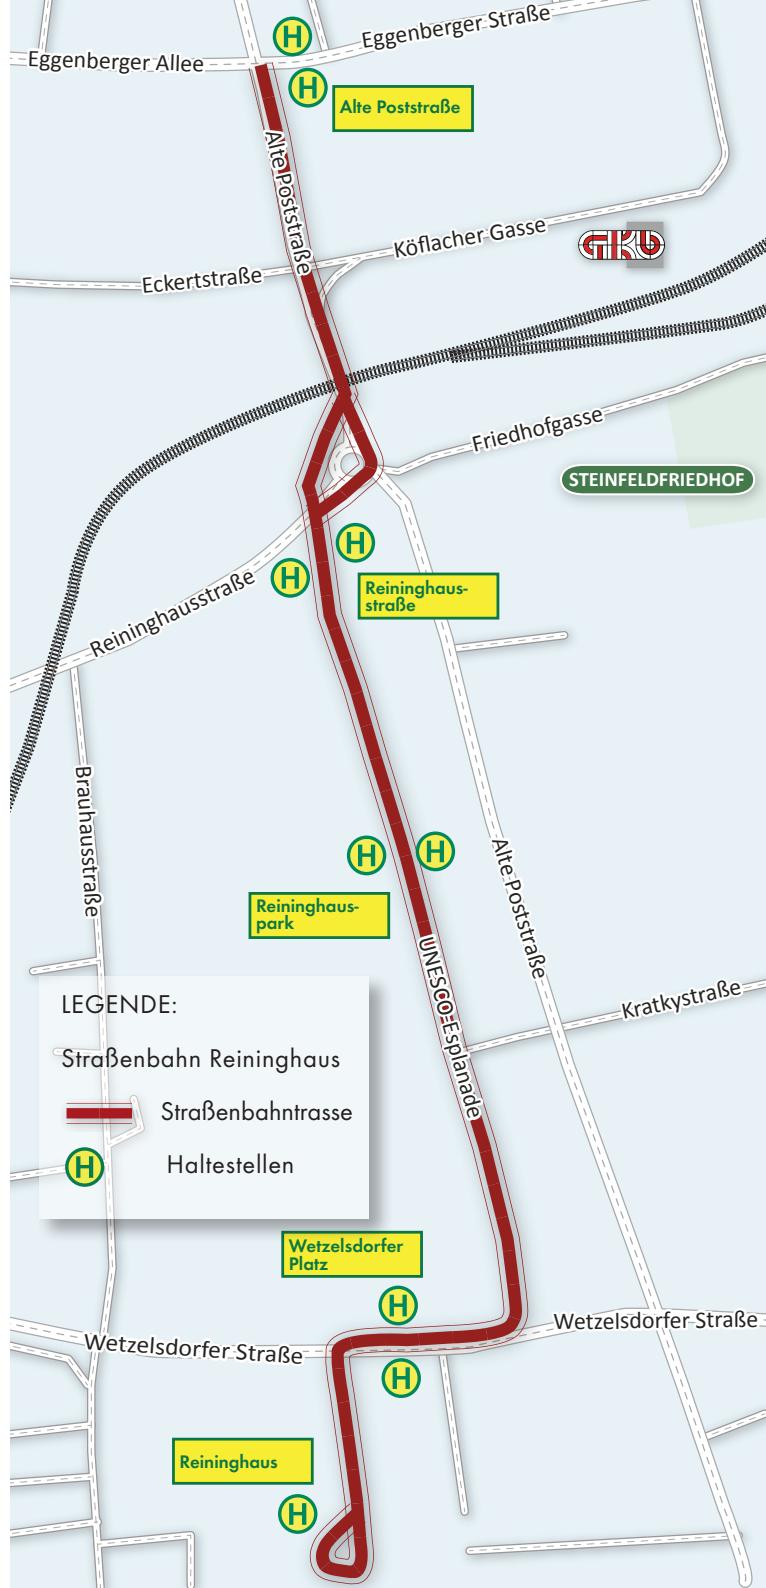 Eggenberger Straße
Eggenberger Allee
H
H
Alte Poststraße
Alte Poststraße
Köflacher Gasse
GKB
Eckertstraße
Friedhofgasse
STEINFELDFRIEDHOF
H
H
Reininghaus-
straße
Reininghausstraße
Brauhausstraße
H
H
Alte Poststraße
Reininghaus-
park
UNESCO-Esplanade
Kratkystraße
LEGENDE:
Straßenbahn Reininghaus
Straßenbahntrasse
H
Haltestellen
Wetzelsdorfer
Platz
H
Wetzelsdorfer Straße
Wetzelsdorfer Straße
H
Reininghaus
H